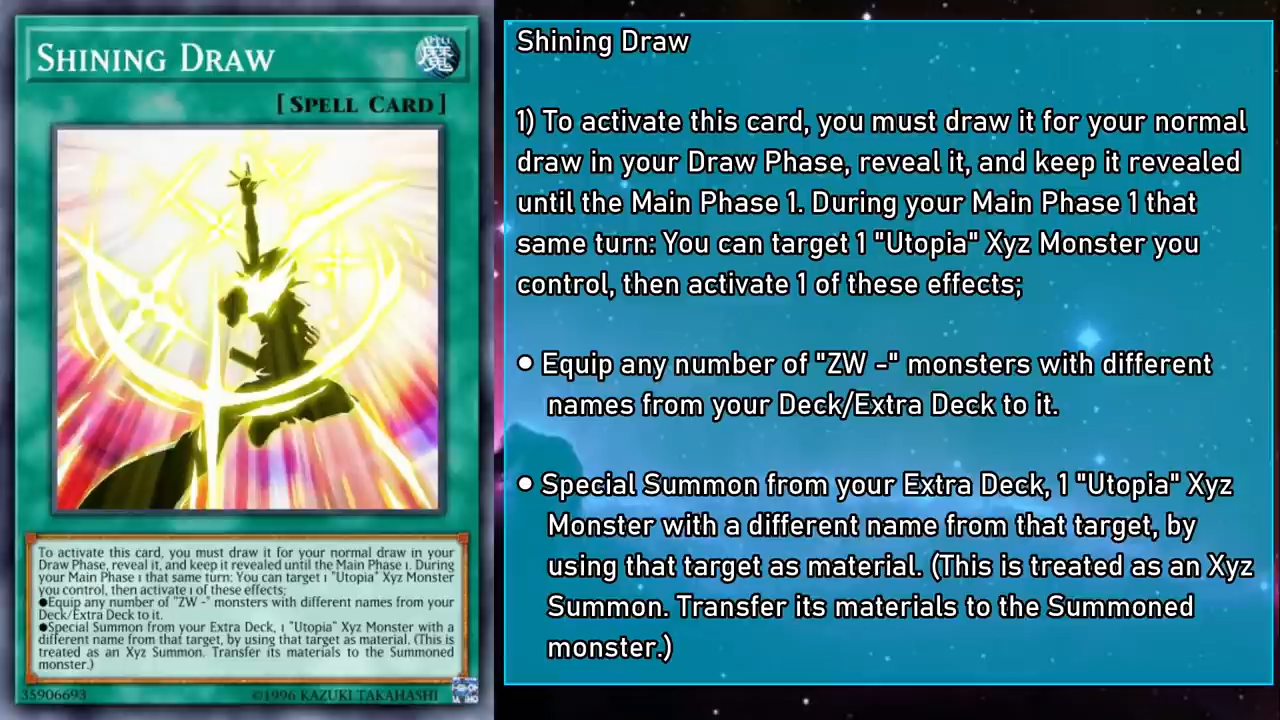 SHINING DRAW
[SPELL CARD]
To activate this card, you must draw it for your normal draw in your
Draw Phase, reveal it, and keep it revealed until the Main Phase 1. During
your Main Phase 1 that same turn: You can target 1 "Utopia" Xyz Monster
you control, then activate 1 of these effects;
●Equip any number of "ZW -" monsters with different names from your
Deck/Extra Deck to it.
●Special Summon from your Extra Deck, 1 "Utopia" Xyz Monster with a
different name from that target, by using that target as material. (This is
treated as an Xyz Summon. Transfer its materials to the Summoned
monster.)
35906693
©1996 KAZUKI TAKAHASHI
Shining Draw
1) To activate this card, you must draw it for your normal
draw in your Draw Phase, reveal it, and keep it revealed
until the Main Phase 1. During your Main Phase 1 that
same turn: You can target 1 "Utopia" Xyz Monster you
control, then activate 1 of these effects;
● Equip any number of "ZW -" monsters with different
names from your Deck/Extra Deck to it.
● Special Summon from your Extra Deck, 1 "Utopia" Xyz
Monster with a different name from that target, by
using that target as material. (This is treated as an Xyz
Summon. Transfer its materials to the Summoned
monster.)